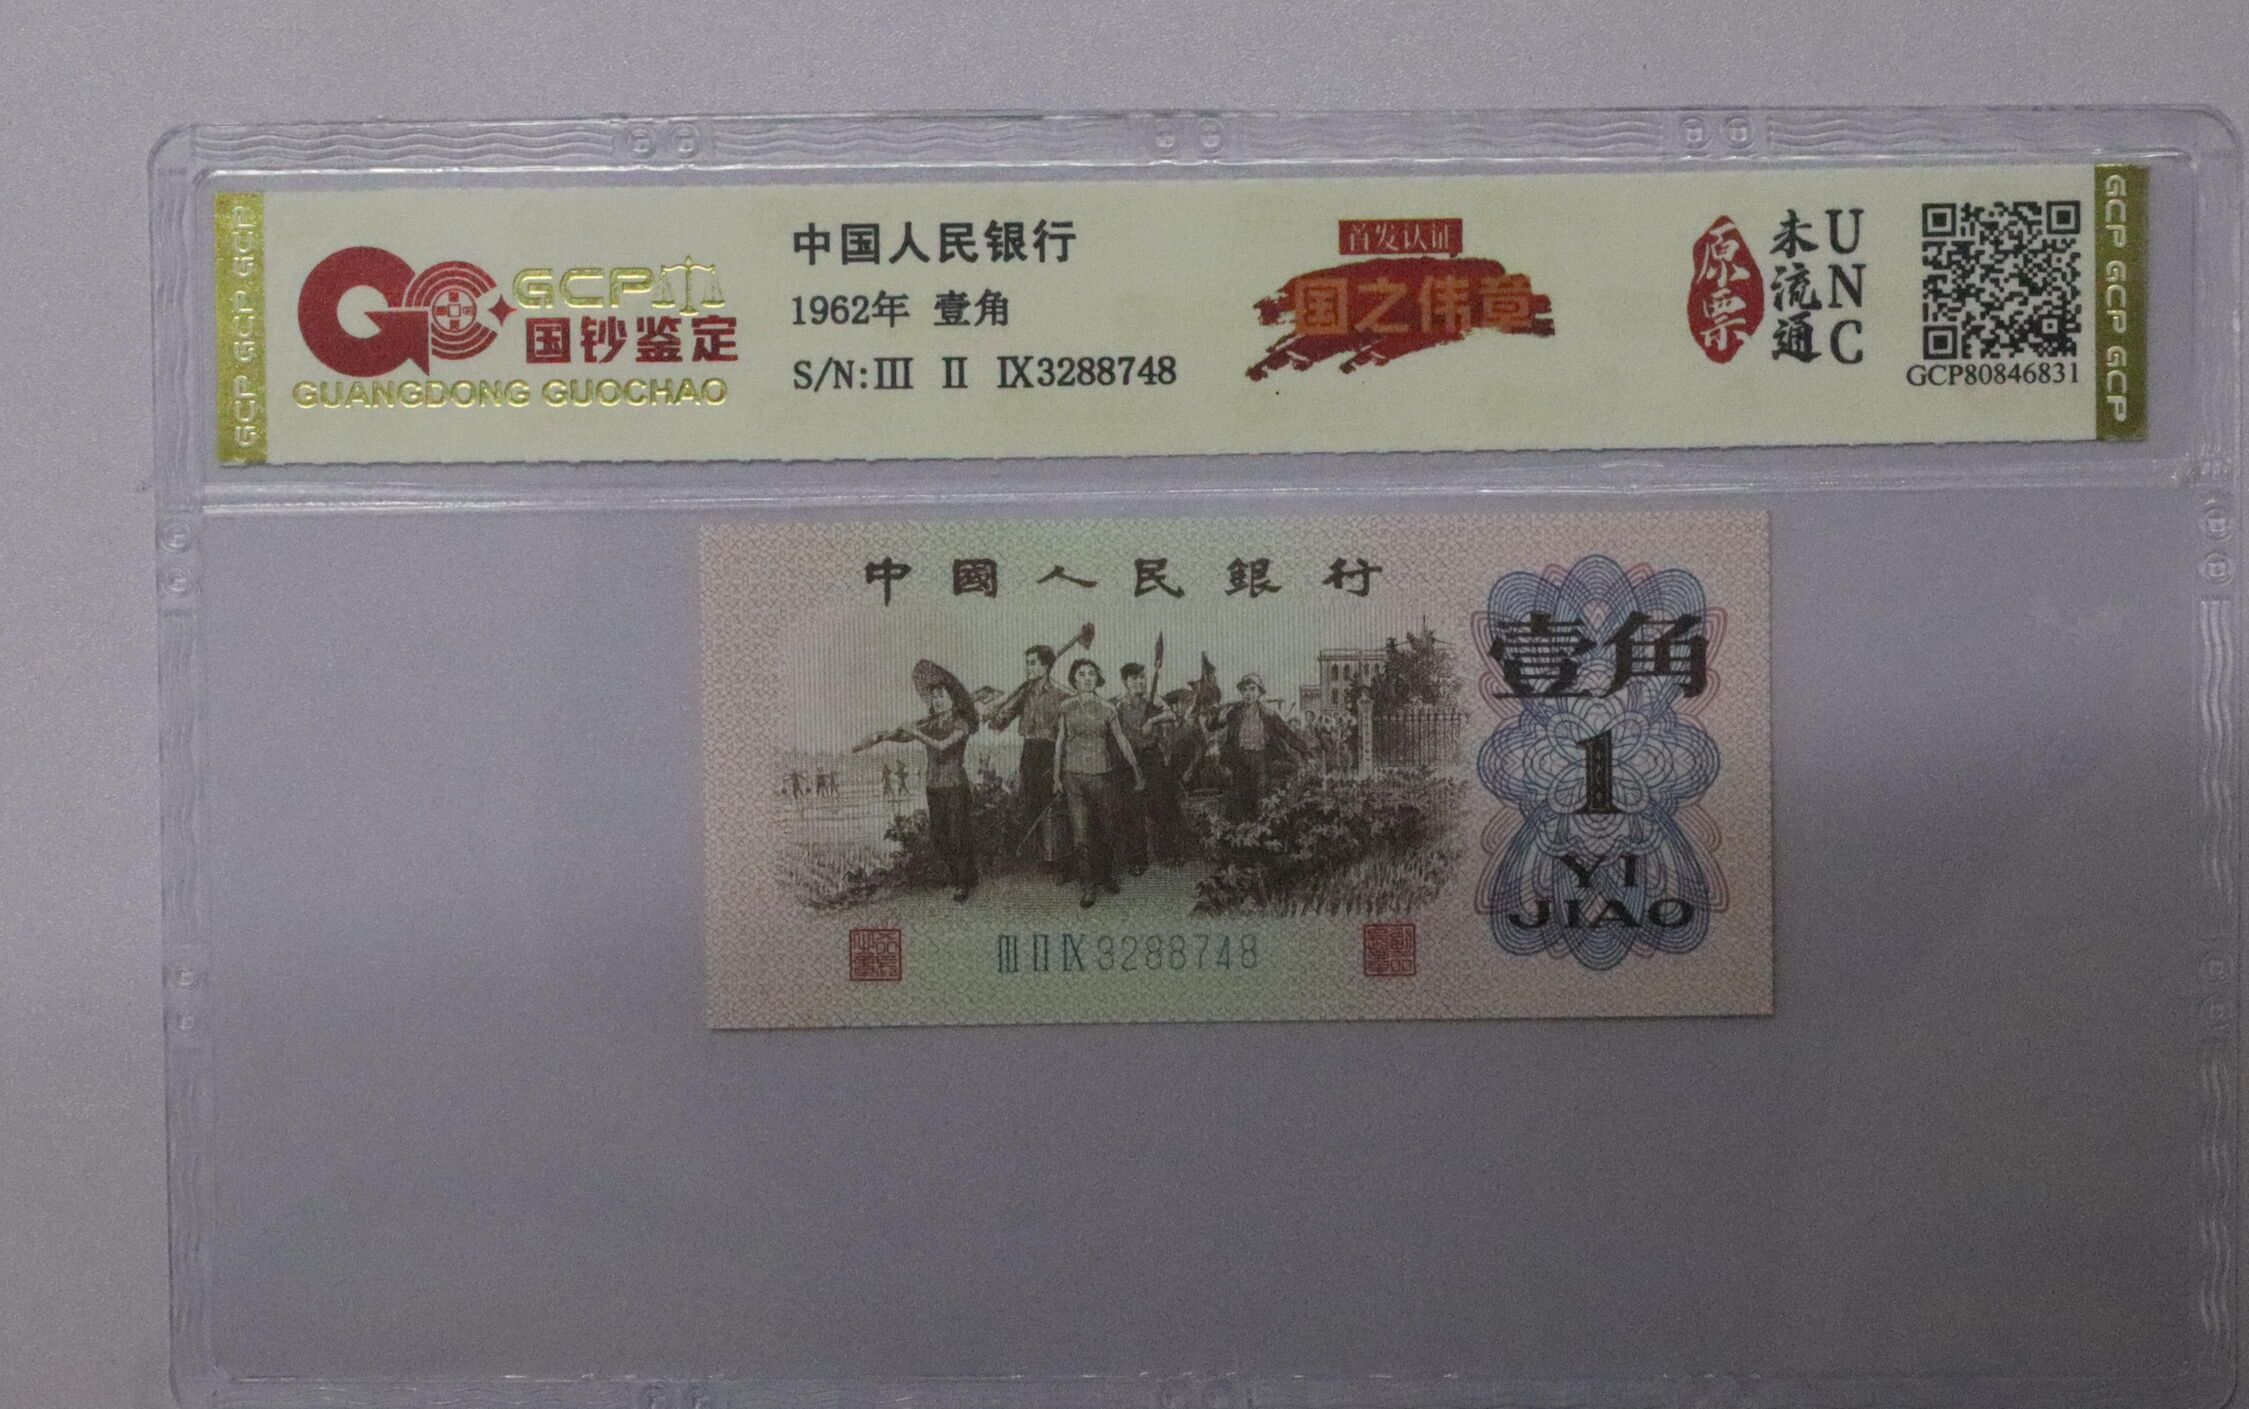 GCP
国钞鉴定
GUANGDONG GUOCHAO
中国人民银行
1962年 壹角
S/N:Ⅲ Ⅱ Ⅸ3288748
首发认证
国之伟章
原票
未流通
UNC
GCP80846831
GCP GCP GCP
GCP GCP GCP
中國人民銀行
壹角
1
YI
JIAO
Ⅲ Ⅱ Ⅸ 3288748